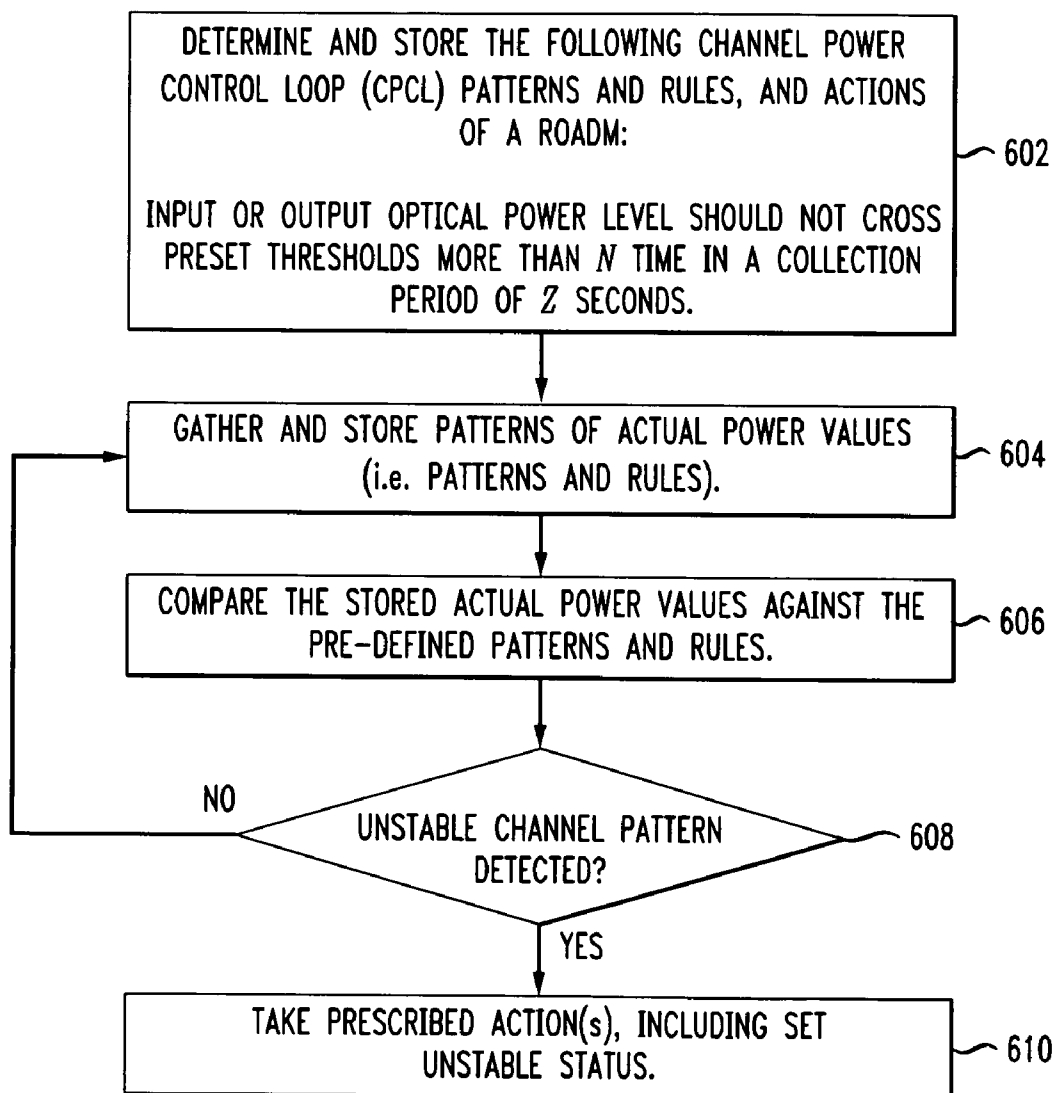 DETERMINE AND STORE THE FOLLOWING CHANNEL POWER
CONTROL LOOP (CPCL) PATTERNS AND RULES, AND ACTIONS
OF A ROADM:
INPUT OR OUTPUT OPTICAL POWER LEVEL SHOULD NOT CROSS
PRESET THRESHOLDS MORE THAN N TIME IN A COLLECTION
PERIOD OF Z SECONDS.
602
GATHER AND STORE PATTERNS OF ACTUAL POWER VALUES
(i.e. PATTERNS AND RULES).
604
COMPARE THE STORED ACTUAL POWER VALUES AGAINST THE
PRE-DEFINED PATTERNS AND RULES.
606
NO
UNSTABLE CHANNEL PATTERN
DETECTED?
608
YES
TAKE PRESCRIBED ACTION(s), INCLUDING SET
UNSTABLE STATUS.
610